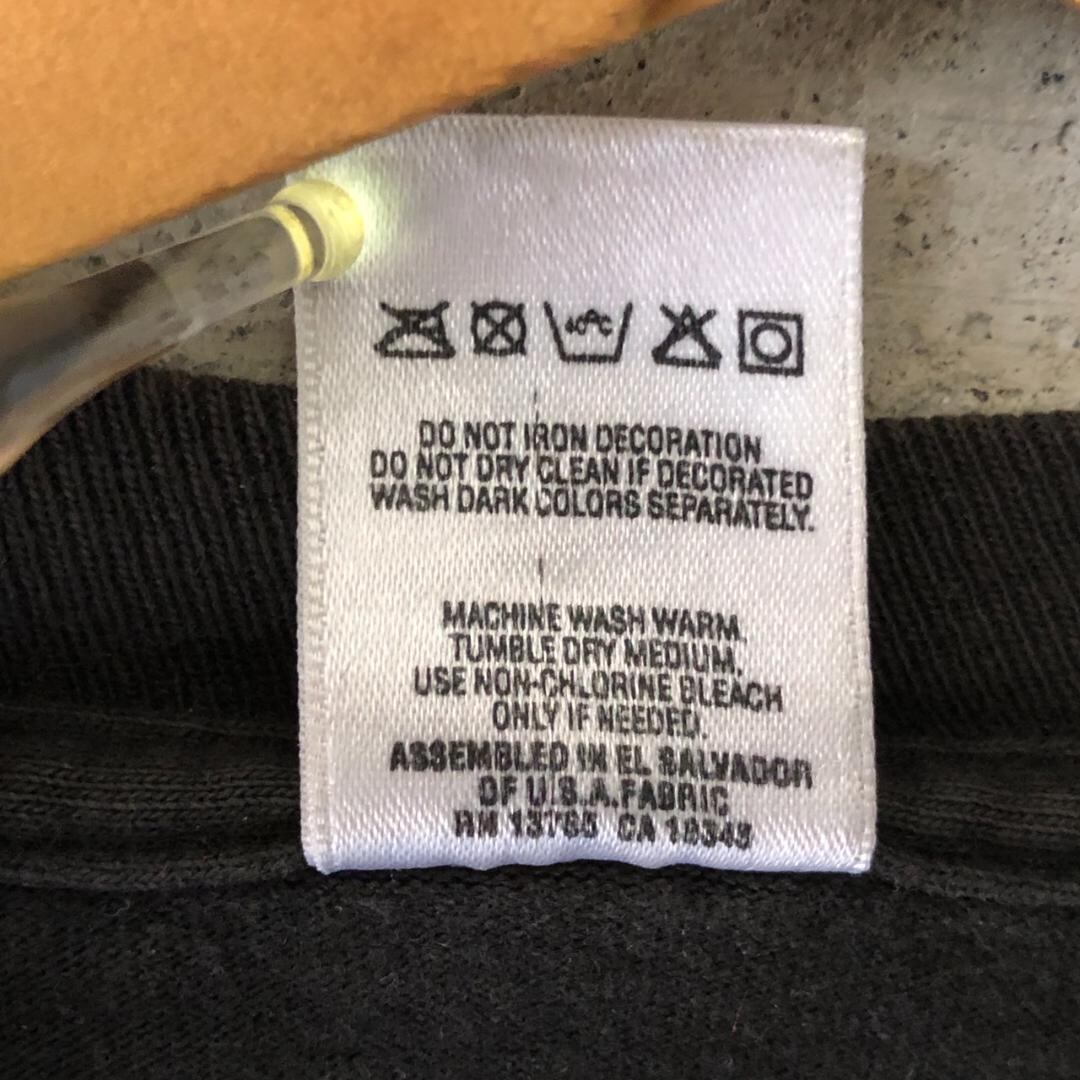 40°C
DO NOT IRON DECORATION
DO NOT DRY CLEAN IF DECORATED
WASH DARK COLORS SEPARATELY.
MACHINE WASH WARM.
TUMBLE DRY MEDIUM.
USE NON-CHLORINE BLEACH
ONLY IF NEEDED.
ASSEMBLED IN EL SALVADOR
OF U.S.A.FABRIC
RN 13765 CA